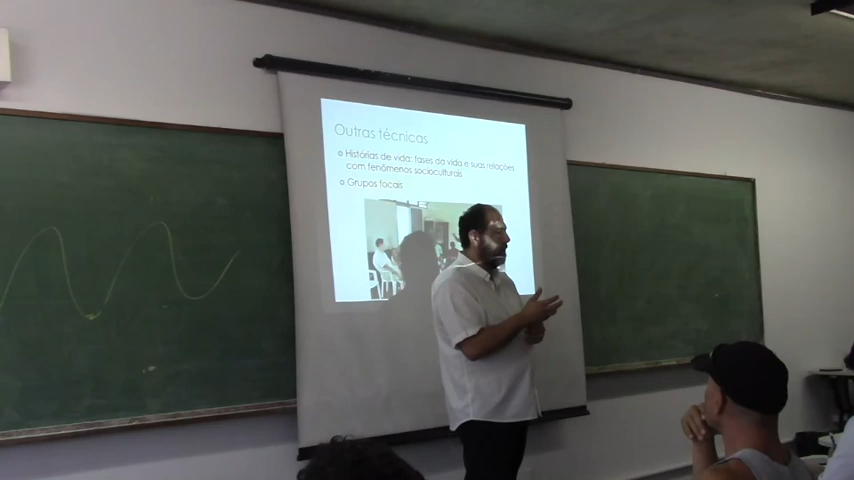 Outras técnicas
Histórias de vida: fases da vida e suas relações
com fenômenos socioculturais
Grupos focais